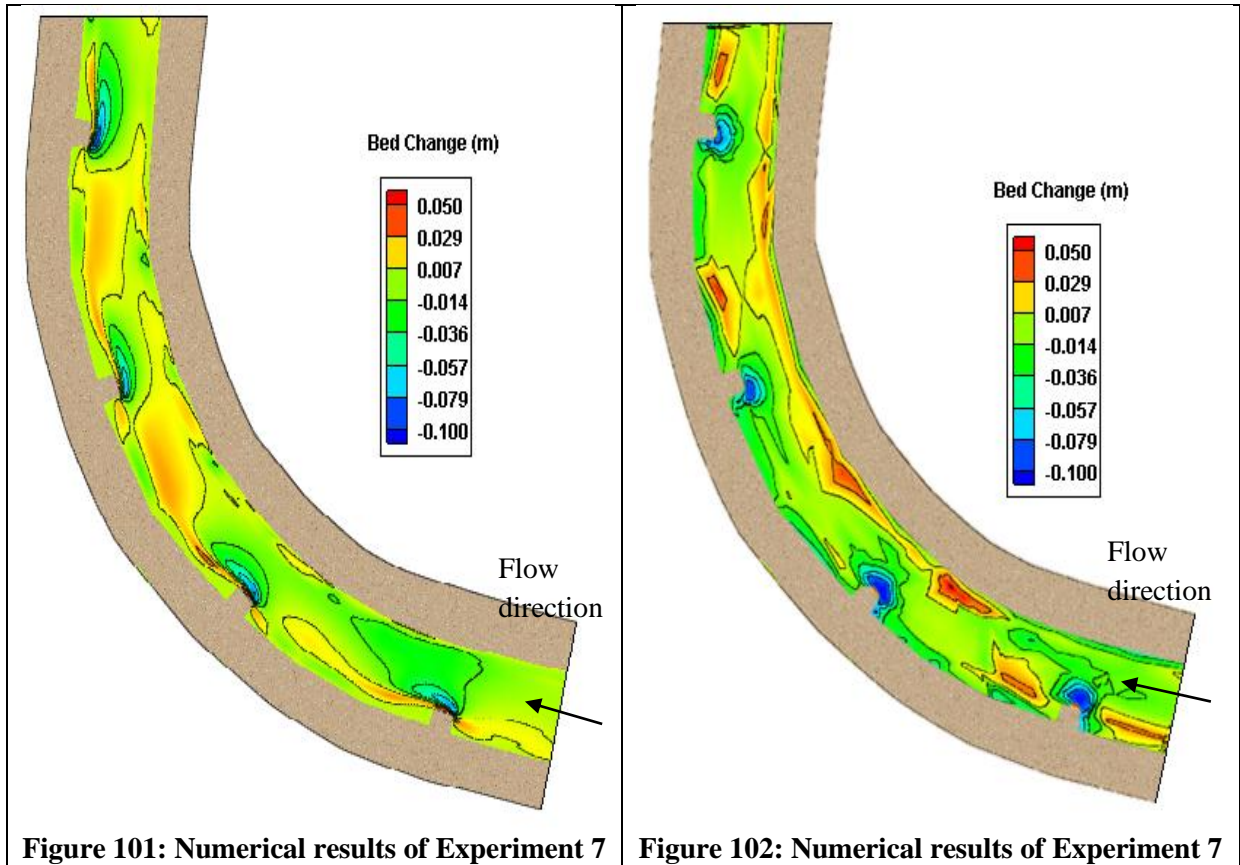 Bed Change (m)
0.050
0.029
0.007
-0.014
-0.036
-0.057
-0.079
-0.100
Flow
direction
Figure 101: Numerical results of Experiment 7
Bed Change (m)
0.050
0.029
0.007
-0.014
-0.036
-0.057
-0.079
-0.100
Flow
direction
Figure 102: Numerical results of Experiment 7